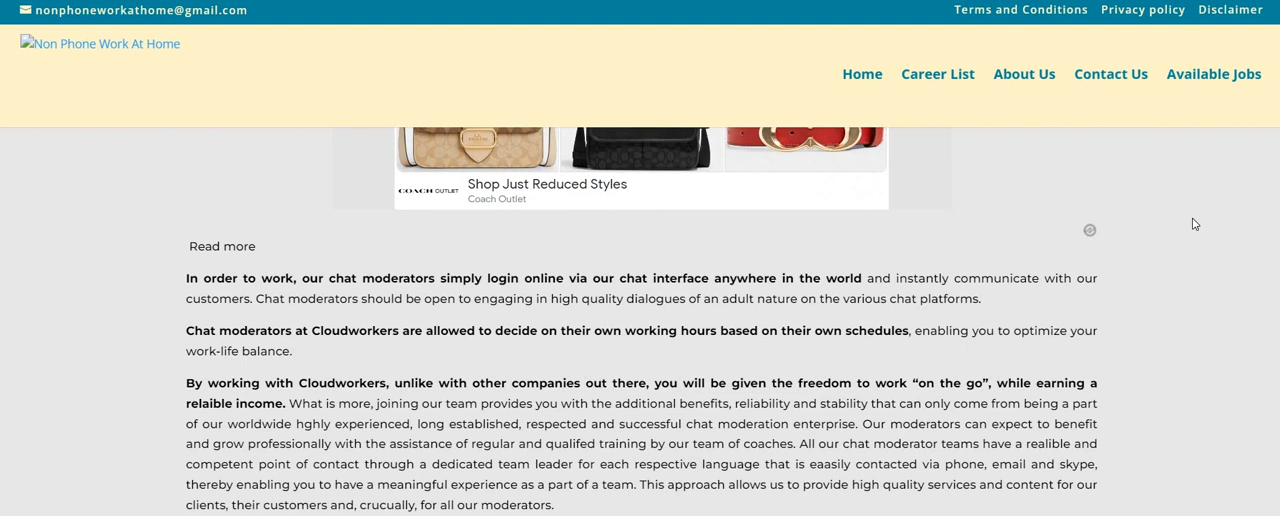 nonphoneworkathome@gmail.com
Terms and Conditions Privacy policy Disclaimer
Non Phone Work At Home
Home Career List About Us Contact Us Available Jobs
COACH OUTLET
Shop Just Reduced Styles
Coach Outlet
Read more
In order to work, our chat moderators simply login online via our chat interface anywhere in the world and instantly communicate with our
customers. Chat moderators should be open to engaging in high quality dialogues of an adult nature on the various chat platforms.
Chat moderators at Cloudworkers are allowed to decide on their own working hours based on their own schedules, enabling you to optimize your
work-life balance.
By working with Cloudworkers, unlike with other companies out there, you will be given the freedom to work “on the go”, while earning a
relaible income. What is more, joining our team provides you with the additional benefits, reliability and stability that can only come from being a part
of our worldwide hghly experienced, long established, respected and successful chat moderation enterprise. Our moderators can expect to benefit
and grow professionally with the assistance of regular and qualifed training by our team of coaches. All our chat moderator teams have a realible and
competent point of contact through a dedicated team leader for each respective language that is eaasily contacted via phone, email and skype,
thereby enabling you to have a meaningful experience as a part of a team. This approach allows us to provide high quality services and content for our
clients, their customers and, crucually, for all our moderators.